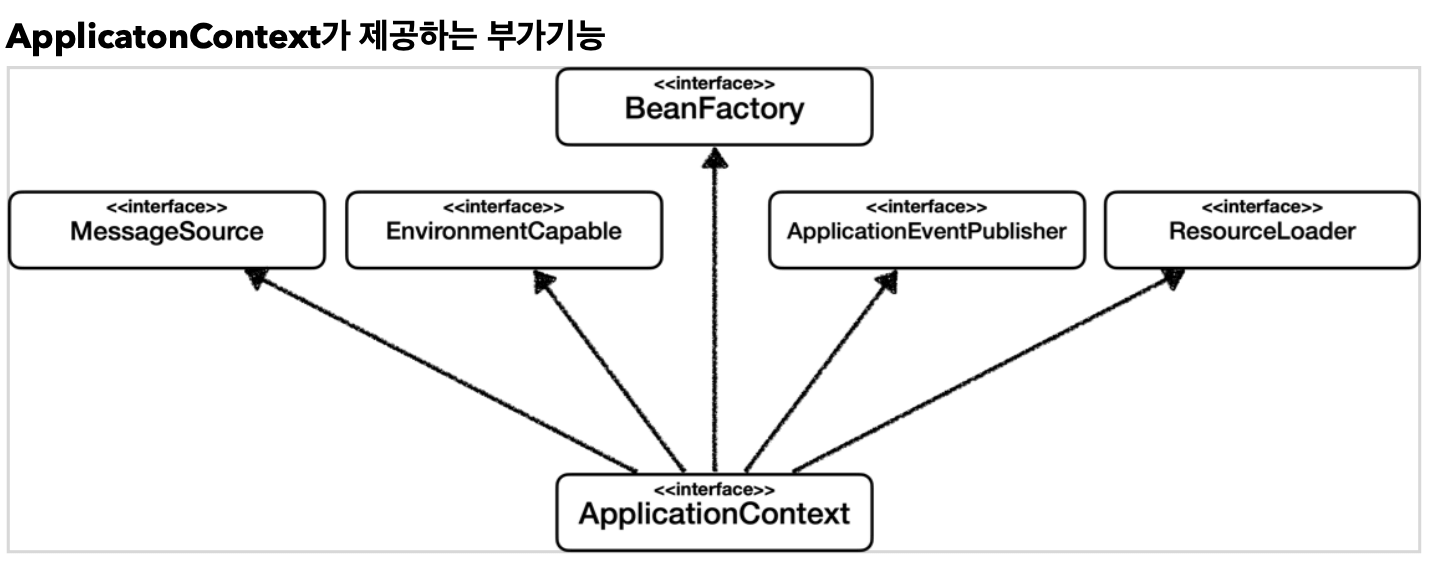 ApplicatonContext가 제공하는 부가기능
<<interface>>
BeanFactory
<<interface>>
MessageSource
<<interface>>
EnvironmentCapable
<<interface>>
ApplicationEventPublisher
<<interface>>
ResourceLoader
<<interface>>
ApplicationContext